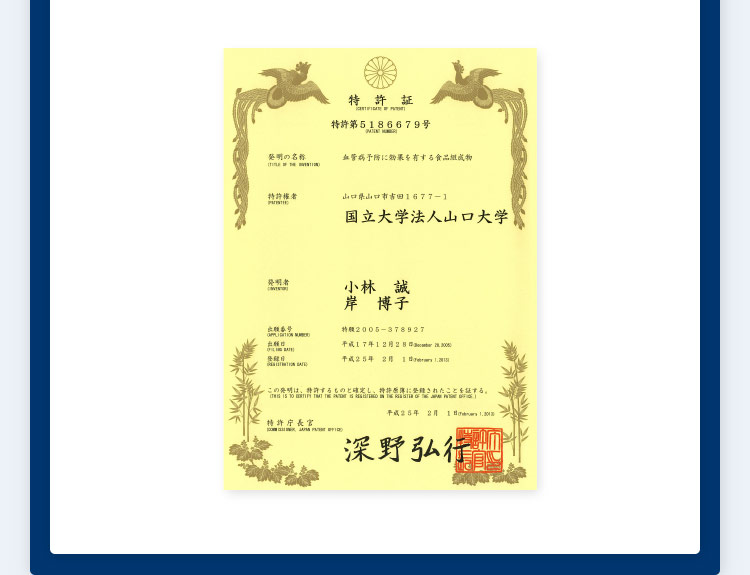 特許証
(CERTIFICATE OF PATENT)
特許第5186679号
(PATENT NUMBER)
発明の名称
(TITLE OF THE INVENTION)
血管病予防に効果を有する食品組成物
特許権者
(PATENTEE)
山口県山口市吉田1677-1
国立大学法人山口大学
発明者
(INVENTOR)
小林 誠
岸 博子
出願番号
(APPLICATION NUMBER)
特願2005-378927
出願日
(FILING DATE)
平成17年12月28日(December 28,2005)
登録日
(REGISTRATION DATE)
平成25年 2月 1日(February 1,2013)
この発明は、特許するものと確定し、特許原簿に登録されたことを証する。
(THIS IS TO CERTIFY THAT THE PATENT IS REGISTERED ON THE REGISTER OF THE JAPAN PATENT OFFICE.)
平成25年 2月 1日(February 1,2013)
特許庁長官
(COMMISSIONER, JAPAN PATENT OFFICE)
深野弘行